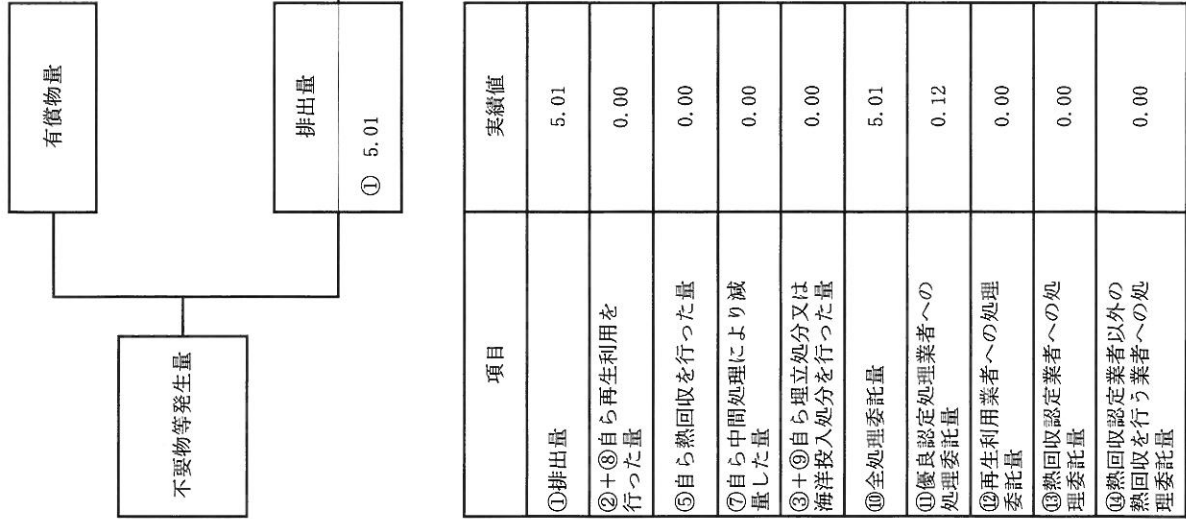 不要物等発生量
有償物量
排出量
① 5.01
項目
実績値
①排出量
5.01
②+⑧自ら再生利用を
行った量
0.00
⑤自ら熱回収を行った量
0.00
⑦自ら中間処理により減
量した量
0.00
③+⑨自ら埋立処分又は
海洋投入処分を行った量
0.00
⑩全処理委託量
5.01
⑪優良認定処理業者への
処理委託量
0.12
⑫再生利用業者への処理
委託量
0.00
⑬熱回収認定業者への処
理委託量
0.00
⑭熱回収認定業者以外の
熱回収を行う業者への処
理委託量
0.00